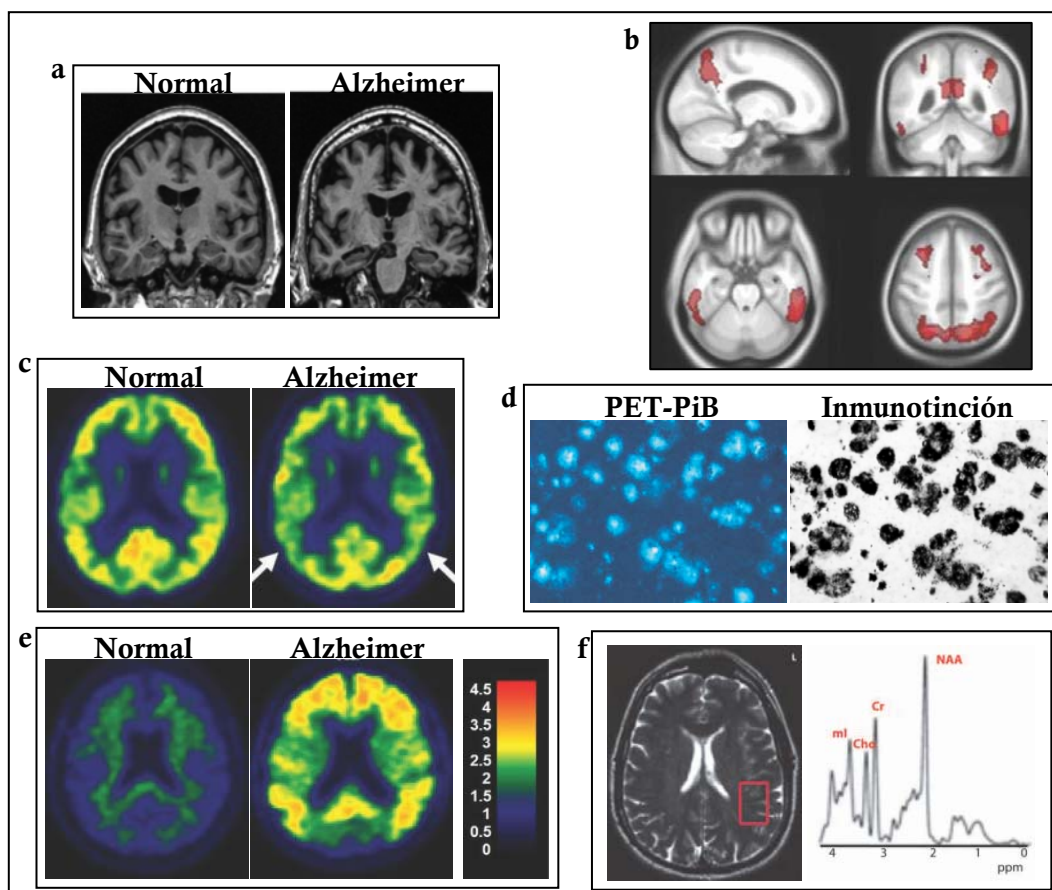 a
Normal Alzheimer
b
c
Normal Alzheimer
d
PET-PiB Inmunotinción
e
Normal Alzheimer
4.5
4
3.5
3
2.5
2
1.5
1
0.5
0
f
L
NAA
Cr
mI
Cho
4 3 2 1 0
ppm